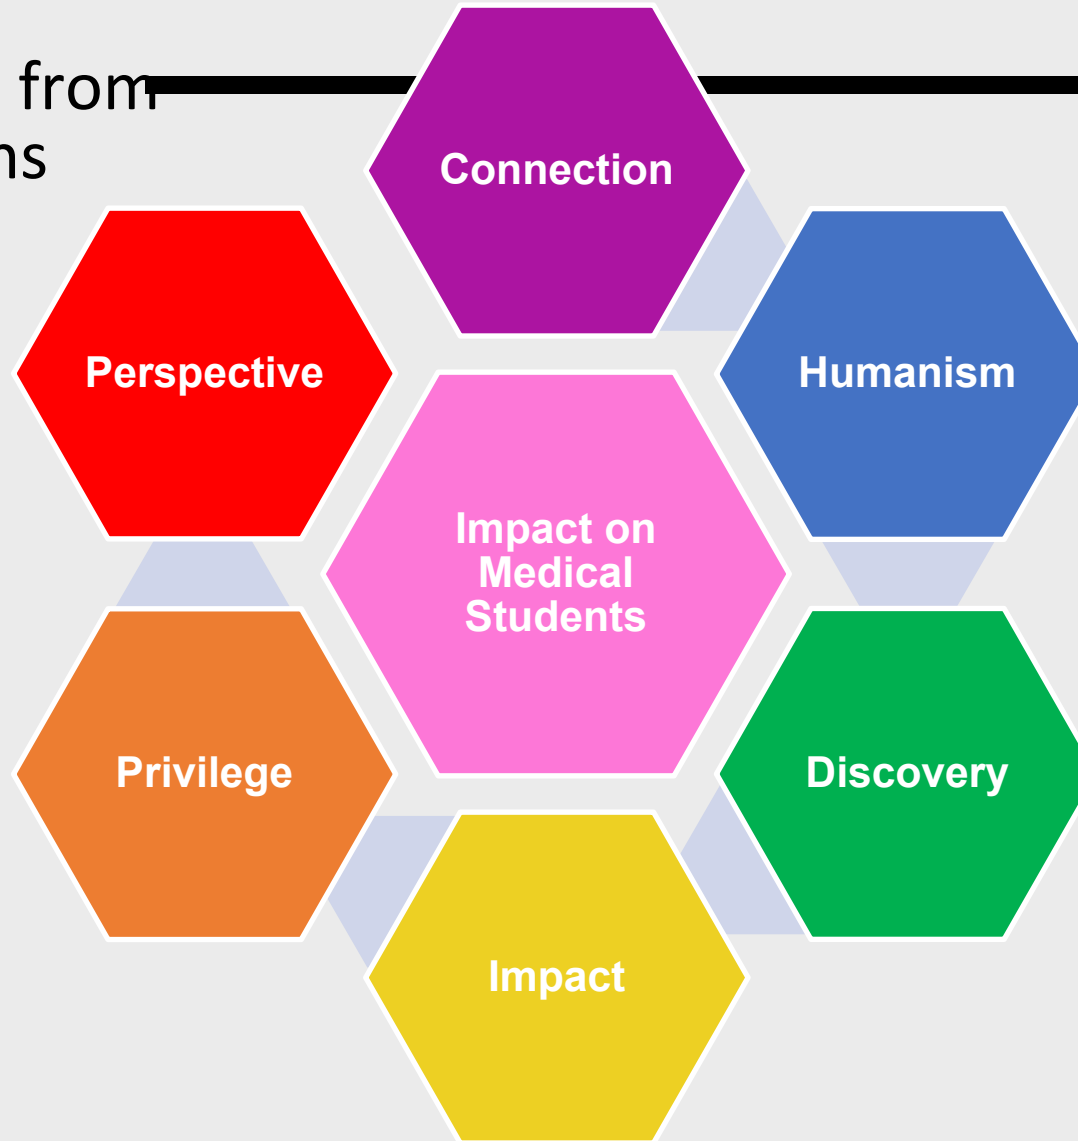 from
Connection
Perspective
Humanism
Impact on
Medical
Students
Privilege
Discovery
Impact